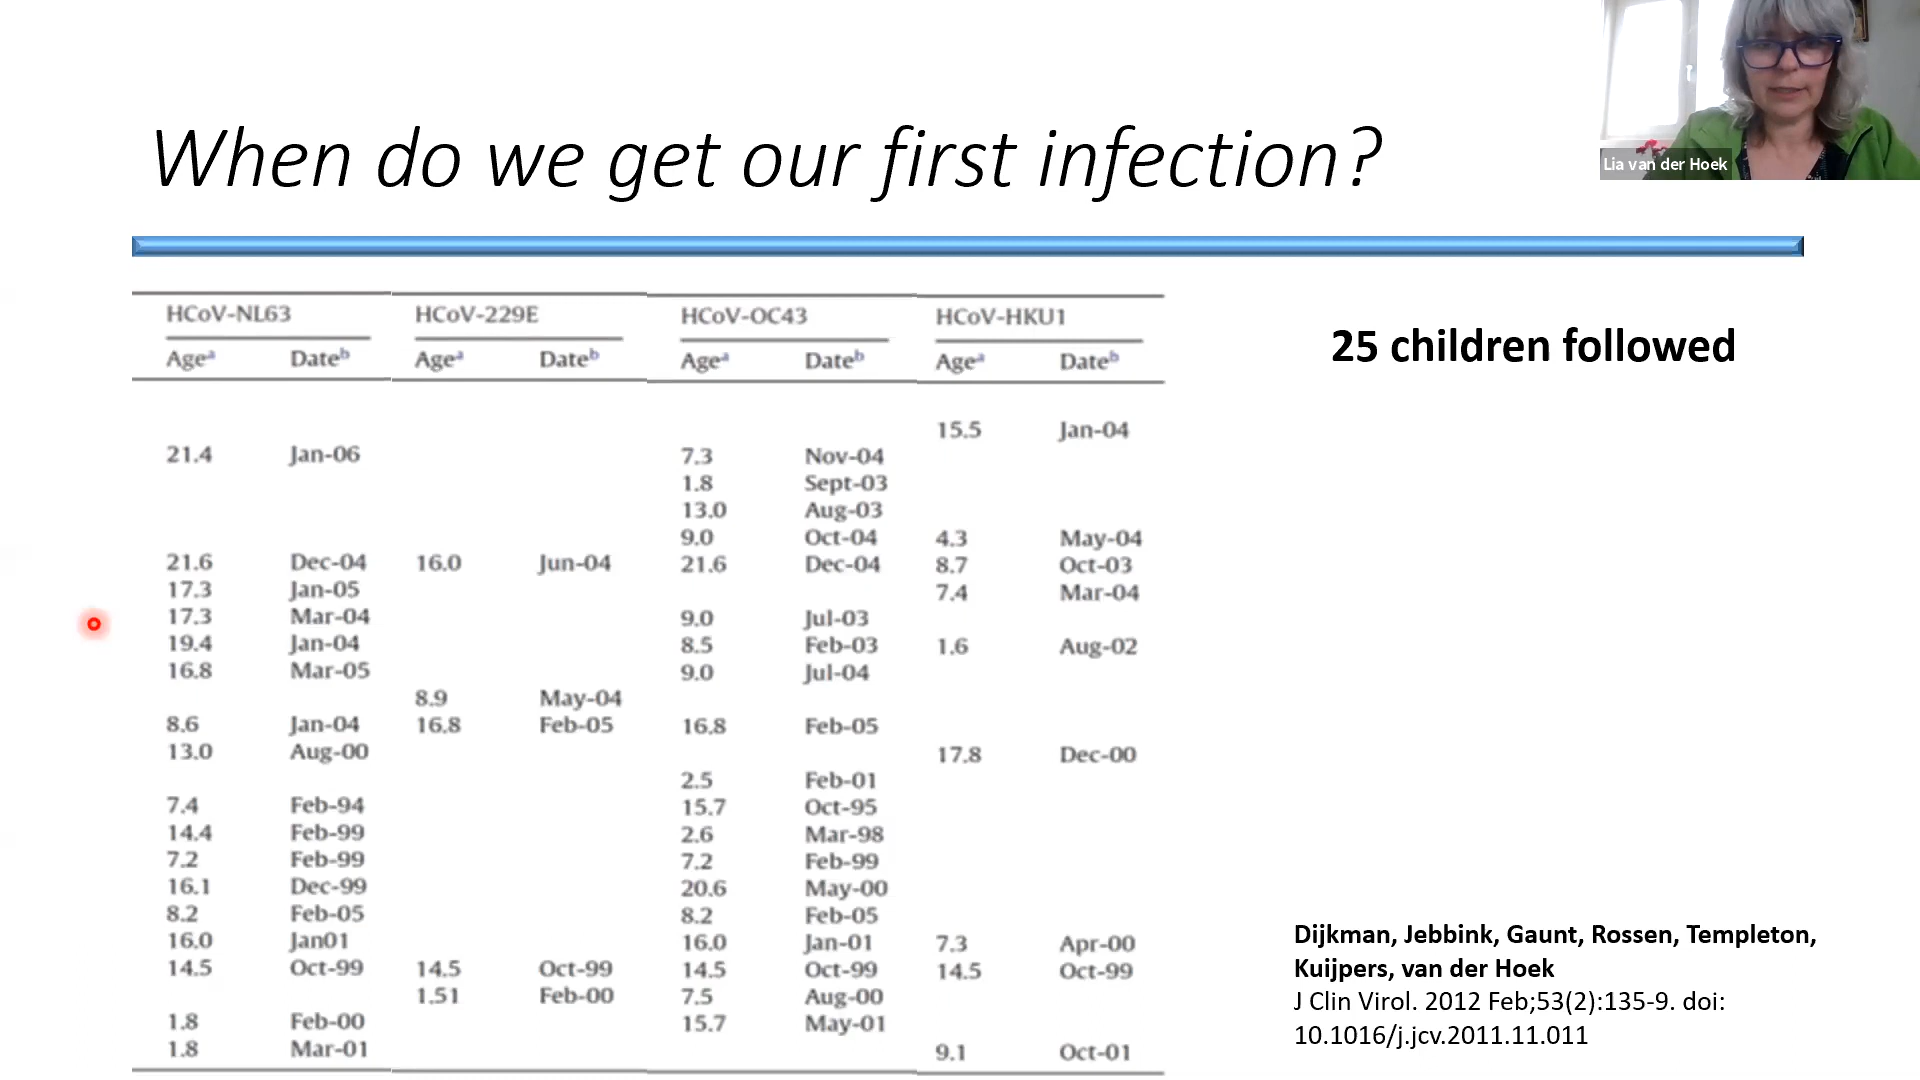 When do we get our first infection?
Lia van der Hoek
HCoV-NL63 HCoV-229E HCoV-OC43 HCoV-HKU1
Ageᵃ Dateᵇ Ageᵃ Dateᵇ Ageᵃ Dateᵇ Ageᵃ Dateᵇ
15.5 Jan-04
21.4 Jan-06 7.3 Nov-04
1.8 Sept-03
13.0 Aug-03
9.0 Oct-04 4.3 May-04
21.6 Dec-04 16.0 Jun-04 21.6 Dec-04 8.7 Oct-03
17.3 Jan-05 7.4 Mar-04
17.3 Mar-04 9.0 Jul-03
19.4 Jan-04 8.5 Feb-03 1.6 Aug-02
16.8 Mar-05 9.0 Jul-04
8.9 May-04
8.6 Jan-04 16.8 Feb-05 16.8 Feb-05
13.0 Aug-00 17.8 Dec-00
2.5 Feb-01
7.4 Feb-94 15.7 Oct-95
14.4 Feb-99 2.6 Mar-98
7.2 Feb-99 7.2 Feb-99
16.1 Dec-99 20.6 May-00
8.2 Feb-05 8.2 Feb-05
16.0 Jan01 16.0 Jan-01 7.3 Apr-00
14.5 Oct-99 14.5 Oct-99 14.5 Oct-99 14.5 Oct-99
1.51 Feb-00 7.5 Aug-00
1.8 Feb-00 15.7 May-01
1.8 Mar-01 9.1 Oct-01
25 children followed
Dijkman, Jebbink, Gaunt, Rossen, Templeton,
Kuijpers, van der Hoek
J Clin Virol. 2012 Feb;53(2):135-9. doi:
10.1016/j.jcv.2011.11.011